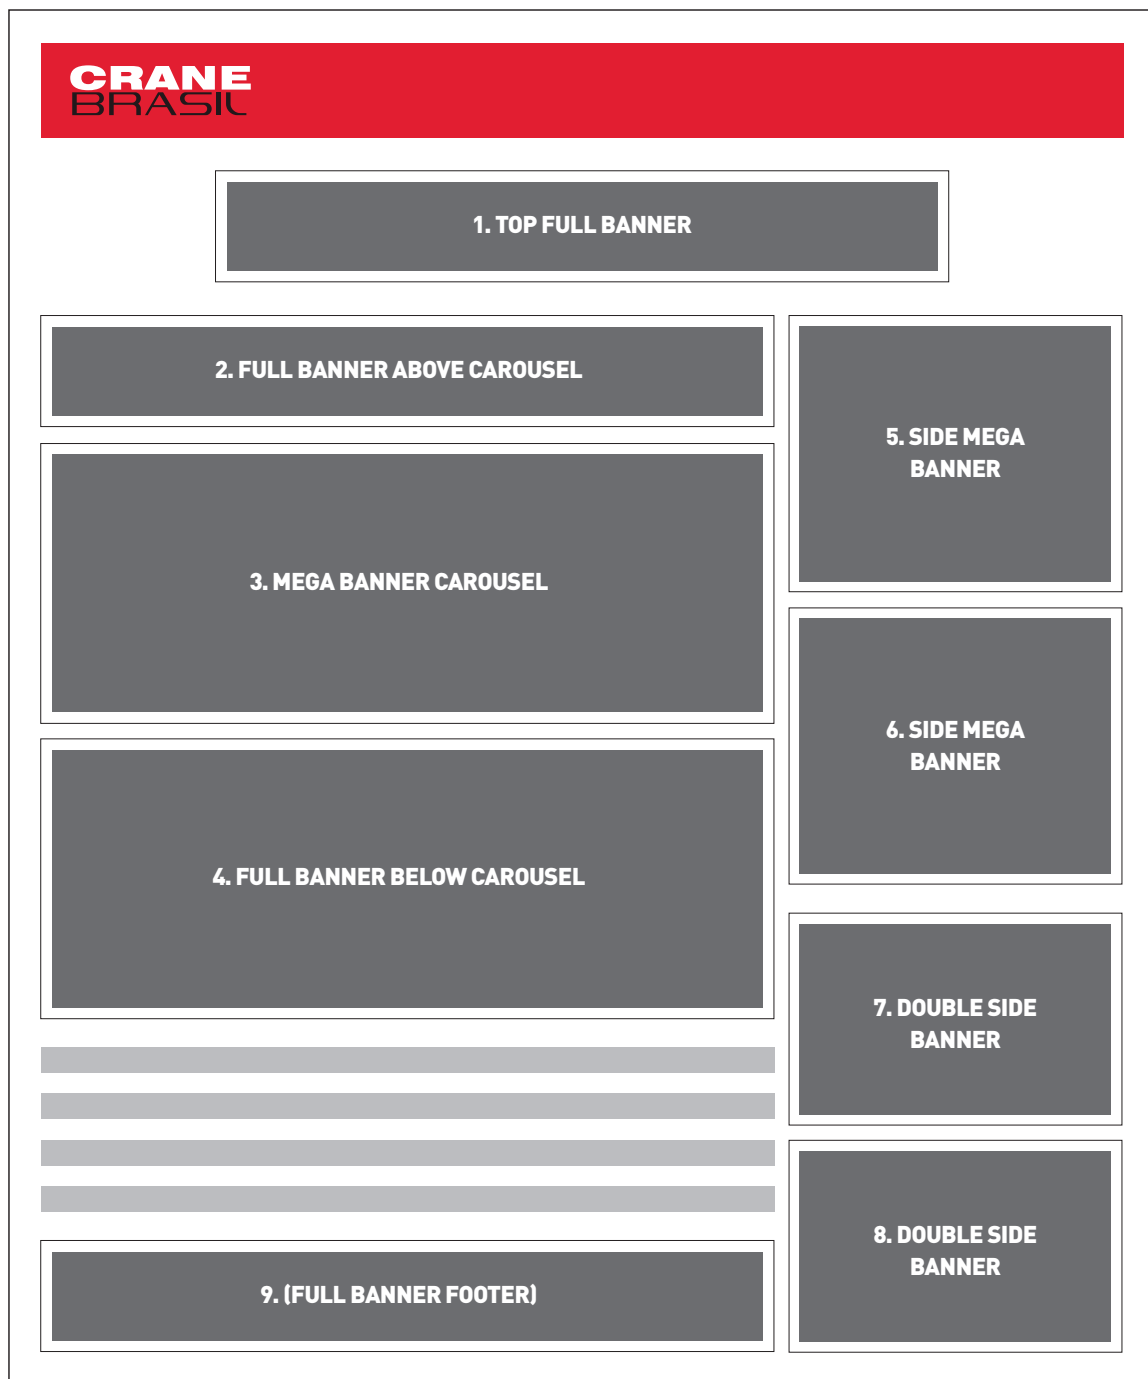 CRANE
BRASIL
1. TOP FULL BANNER
2. FULL BANNER ABOVE CAROUSEL
3. MEGA BANNER CAROUSEL
4. FULL BANNER BELOW CAROUSEL
5. SIDE MEGA
BANNER
6. SIDE MEGA
BANNER
7. DOUBLE SIDE
BANNER
8. DOUBLE SIDE
BANNER
9. (FULL BANNER FOOTER)